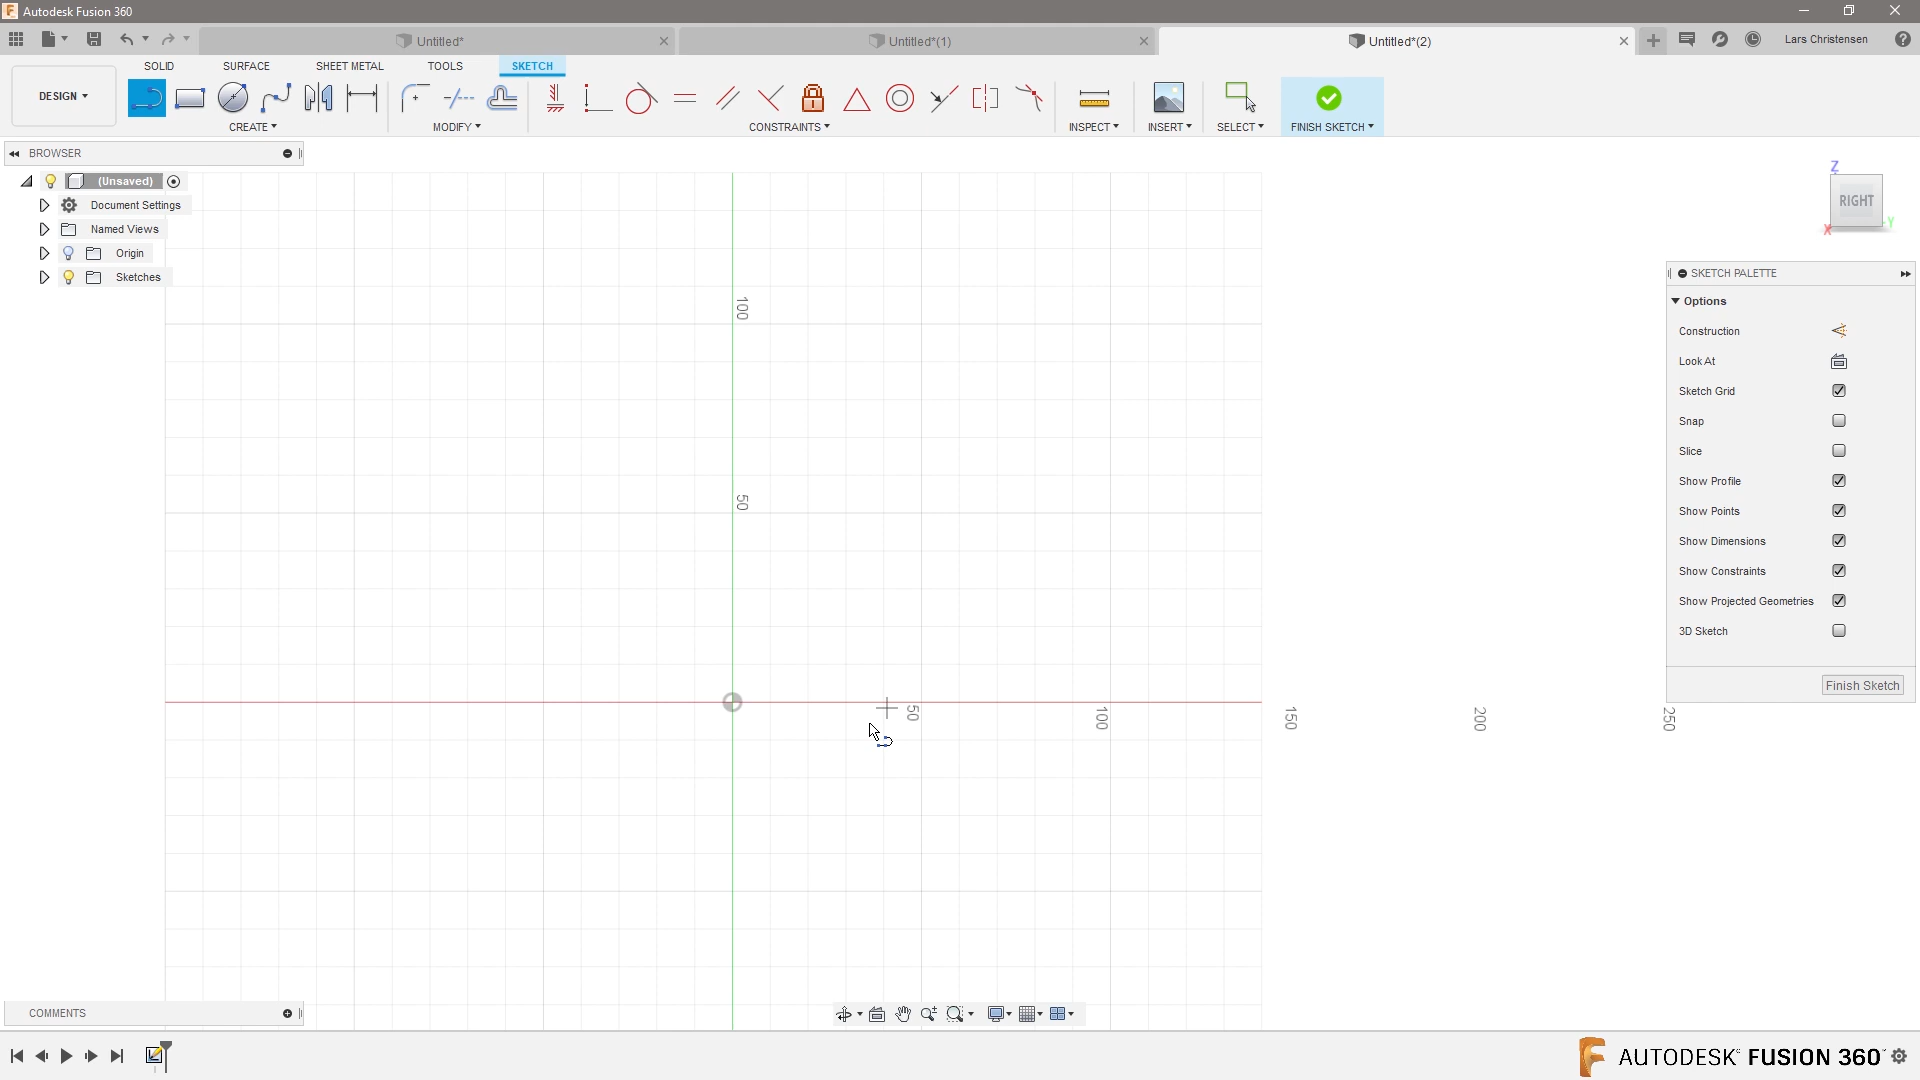 Autodesk Fusion 360
Untitled*
Untitled*(1)
Untitled*(2)
Lars Christensen
SOLID
SURFACE
SHEET METAL
TOOLS
SKETCH
DESIGN
CREATE
MODIFY
CONSTRAINTS
INSPECT
INSERT
SELECT
FINISH SKETCH
BROWSER
(Unsaved)
Document Settings
Named Views
Origin
Sketches
Z
RIGHT
X
Y
SKETCH PALETTE
Options
Construction
Look At
Sketch Grid
Snap
Slice
Show Profile
Show Points
Show Dimensions
Show Constraints
Show Projected Geometries
3D Sketch
Finish Sketch
100
50
50
100
150
200
250
COMMENTS
AUTODESK FUSION 360